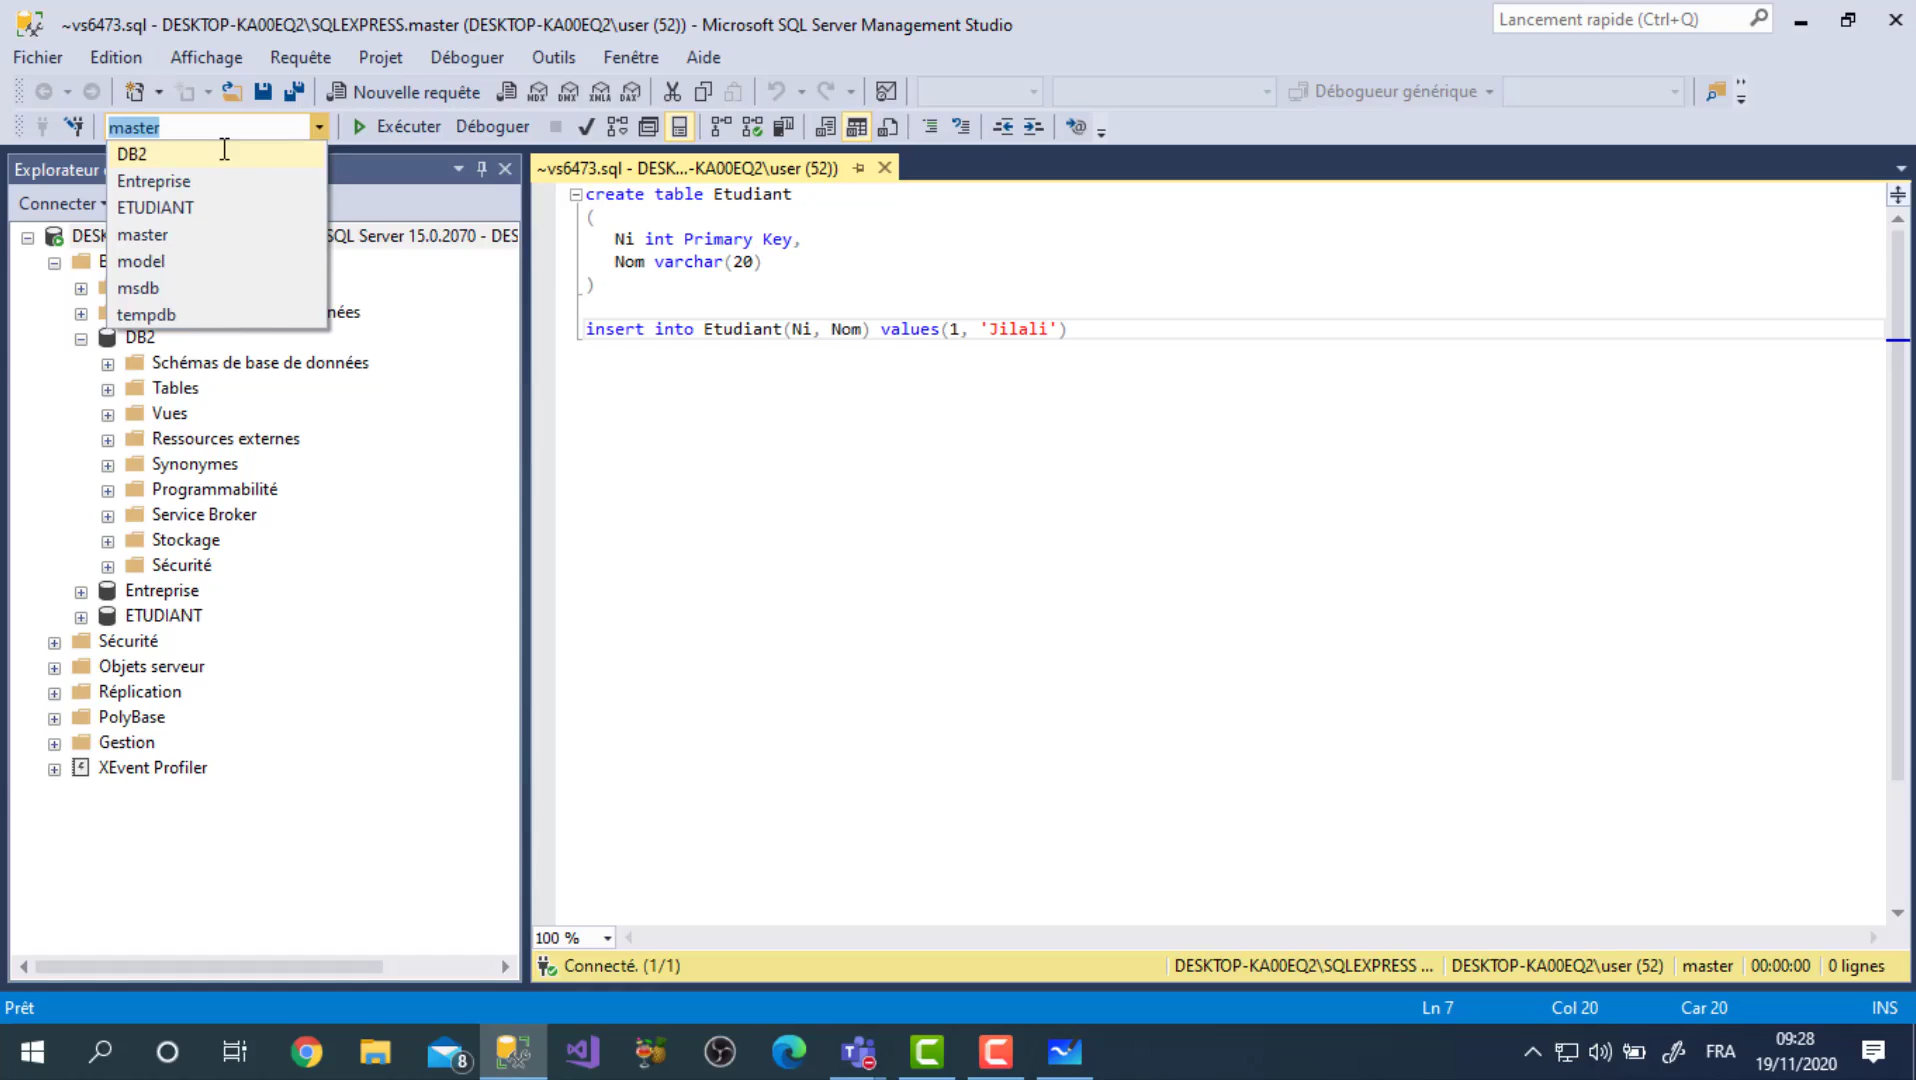 ~vs6473.sql - DESKTOP-KA00EQ2\SQLEXPRESS.master (DESKTOP-KA00EQ2\user (52)) - Microsoft SQL Server Management Studio
Lancement rapide (Ctrl+Q)
Fichier Edition Affichage Requête Projet Déboguer Outils Fenêtre Aide
Nouvelle requête MDX DMX XMLA DAX Débogueur générique
master Exécuter Déboguer
DB2
Entreprise
ETUDIANT
master
model
msdb
tempdb
Explorateur
Connecter
DESK SQL Server 15.0.2070 - DES
B
nées
DB2
Schémas de base de données
Tables
Vues
Ressources externes
Synonymes
Programmabilité
Service Broker
Stockage
Sécurité
Entreprise
ETUDIANT
Sécurité
Objets serveur
Réplication
PolyBase
Gestion
XEvent Profiler
~vs6473.sql - DESK...-KA00EQ2\user (52))
create table Etudiant
(
Ni int Primary Key,
Nom varchar(20)
)
insert into Etudiant(Ni, Nom) values(1, 'Jilali')
100 %
Connecté. (1/1) DESKTOP-KA00EQ2\SQLEXPRESS ... DESKTOP-KA00EQ2\user (52) master 00:00:00 0 lignes
Prêt Ln 7 Col 20 Car 20 INS
8
FRA
09:28
19/11/2020